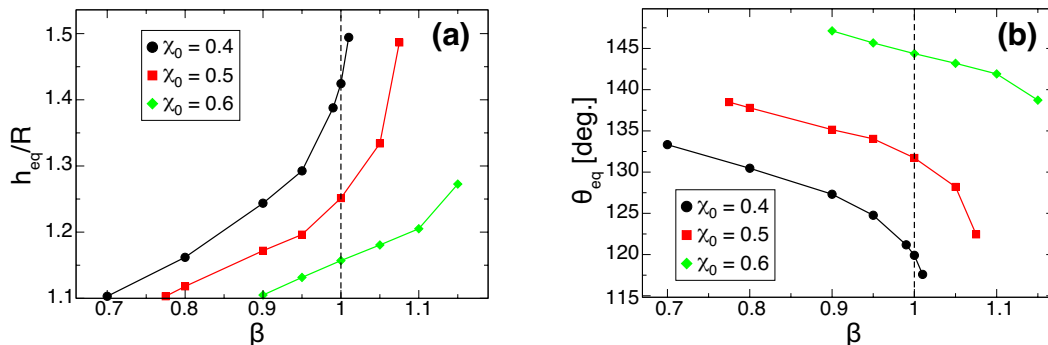 (a)
h_eq/R
1.5
1.4
1.3
1.2
1.1
χ₀ = 0.4
χ₀ = 0.5
χ₀ = 0.6
0.7 0.8 0.9 1 1.1
β
(b)
θ_eq [deg.]
145
140
135
130
125
120
115
χ₀ = 0.4
χ₀ = 0.5
χ₀ = 0.6
0.7 0.8 0.9 1 1.1
β